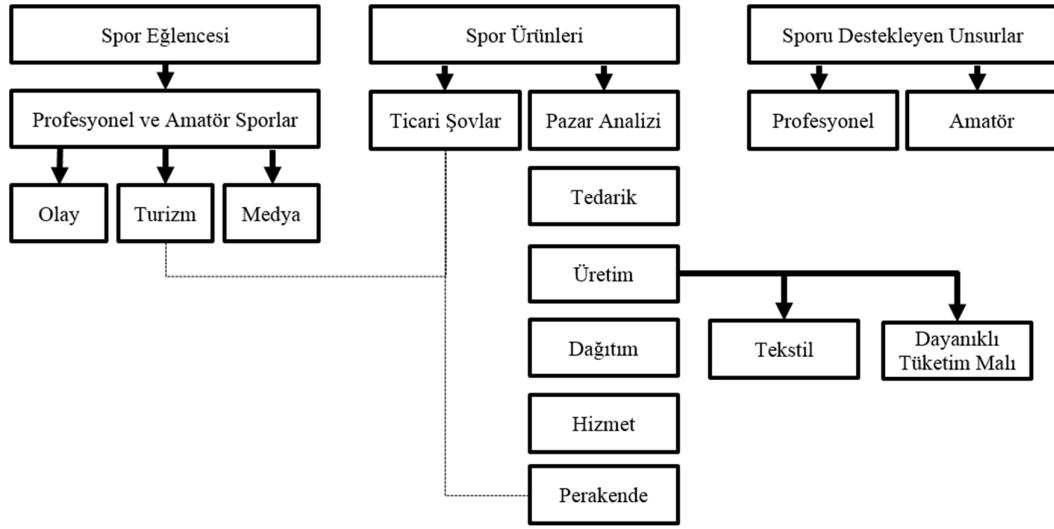 Spor Eğlencesi
Spor Ürünleri
Sporu Destekleyen Unsurlar
Profesyonel ve Amatör Sporlar
Ticari Şovlar
Pazar Analizi
Profesyonel
Amatör
Olay
Turizm
Medya
Tedarik
Üretim
Dağıtım
Tekstil
Dayanıklı
Tüketim Malı
Hizmet
Perakende